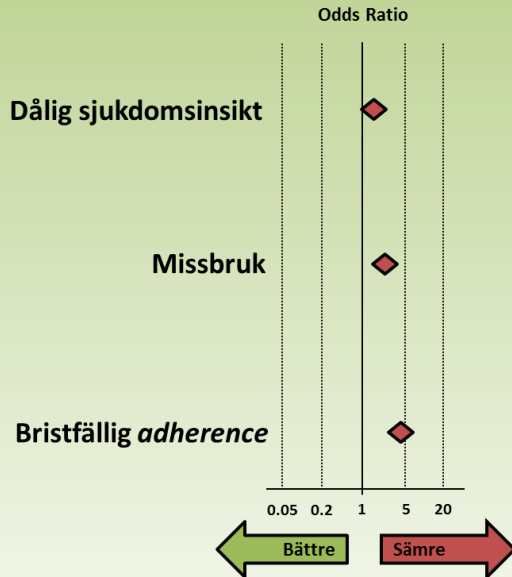 Odds Ratio
Dålig sjukdomsinsikt
Missbruk
Bristfällig adherence
0.05 0.2 1 5 20
Bättre Sämre